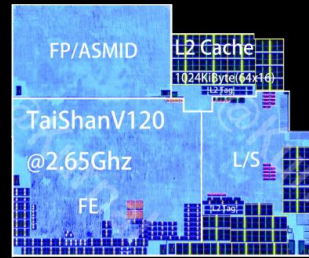 FP/ASMID
L2 Cache
1024KiByte(64x16)
L2 Tag
TaiShanV120
@2.65Ghz
L/S
FE
L2 Tag